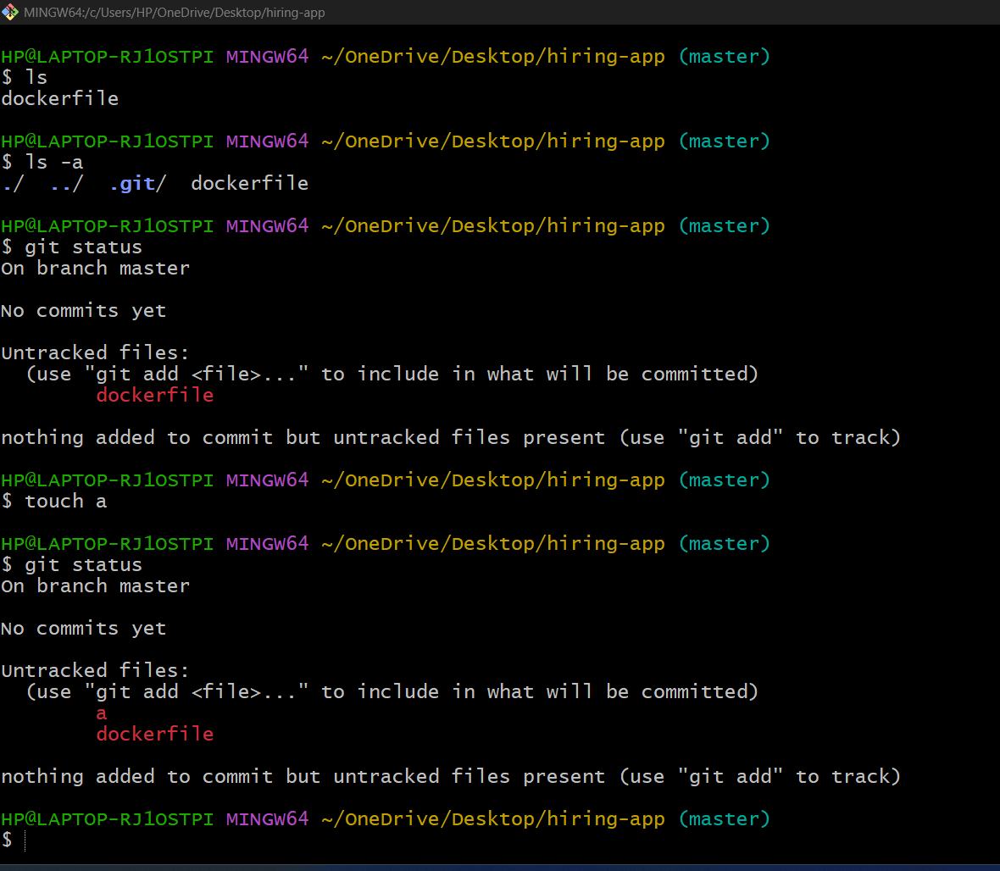 MINGW64:/c/Users/HP/OneDrive/Desktop/hiring-app
HP@LAPTOP-RJ1OSTPI MINGW64 ~/OneDrive/Desktop/hiring-app (master)
$ ls
dockerfile
HP@LAPTOP-RJ1OSTPI MINGW64 ~/OneDrive/Desktop/hiring-app (master)
$ ls -a
./  ../  .git/  dockerfile
HP@LAPTOP-RJ1OSTPI MINGW64 ~/OneDrive/Desktop/hiring-app (master)
$ git status
On branch master
No commits yet
Untracked files:
  (use "git add <file>..." to include in what will be committed)
        dockerfile
nothing added to commit but untracked files present (use "git add" to track)
HP@LAPTOP-RJ1OSTPI MINGW64 ~/OneDrive/Desktop/hiring-app (master)
$ touch a
HP@LAPTOP-RJ1OSTPI MINGW64 ~/OneDrive/Desktop/hiring-app (master)
$ git status
On branch master
No commits yet
Untracked files:
  (use "git add <file>..." to include in what will be committed)
        a
        dockerfile
nothing added to commit but untracked files present (use "git add" to track)
HP@LAPTOP-RJ1OSTPI MINGW64 ~/OneDrive/Desktop/hiring-app (master)
$